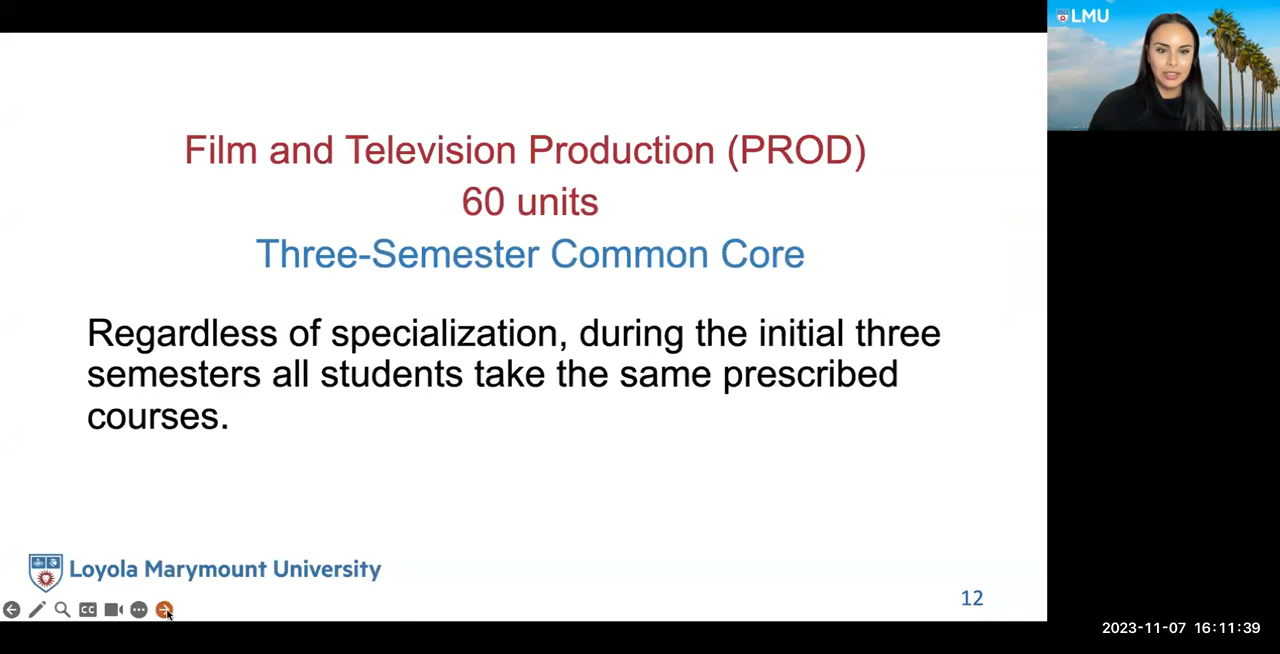 LMU
Film and Television Production (PROD)
60 units
Three-Semester Common Core
Regardless of specialization, during the initial three
semesters all students take the same prescribed
courses.
Loyola Marymount University
CC
12
2023-11-07 16:11:39